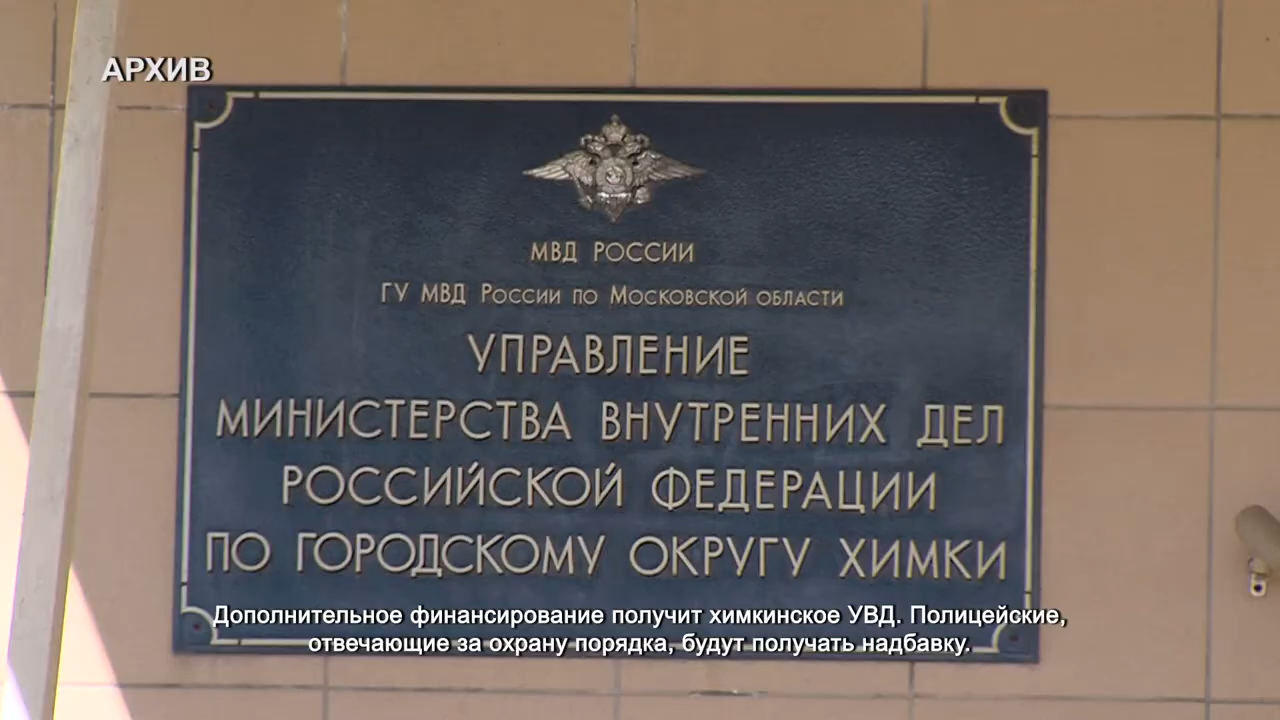 АРХИВ
МВД РОССИИ
ГУ МВД России по Московской области
УПРАВЛЕНИЕ
МИНИСТЕРСТВА ВНУТРЕННИХ ДЕЛ
РОССИЙСКОЙ ФЕДЕРАЦИИ
ПО ГОРОДСКОМУ ОКРУГУ ХИМКИ
Дополнительное финансирование получит химкинское УВД. Полицейские,
отвечающие за охрану порядка, будут получать надбавку.